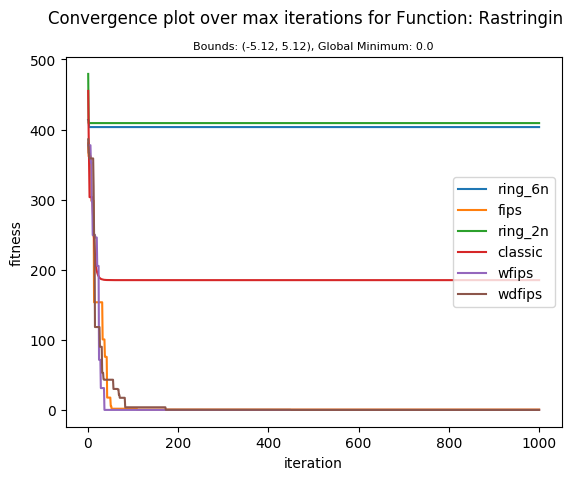 Convergence plot over max iterations for Function: Rastringin
Bounds: (-5.12, 5.12), Global Minimum: 0.0
500
400
300
200
100
0
fitness
ring_6n
fips
ring_2n
classic
wfips
wdfips
0 200 400 600 800 1000
iteration